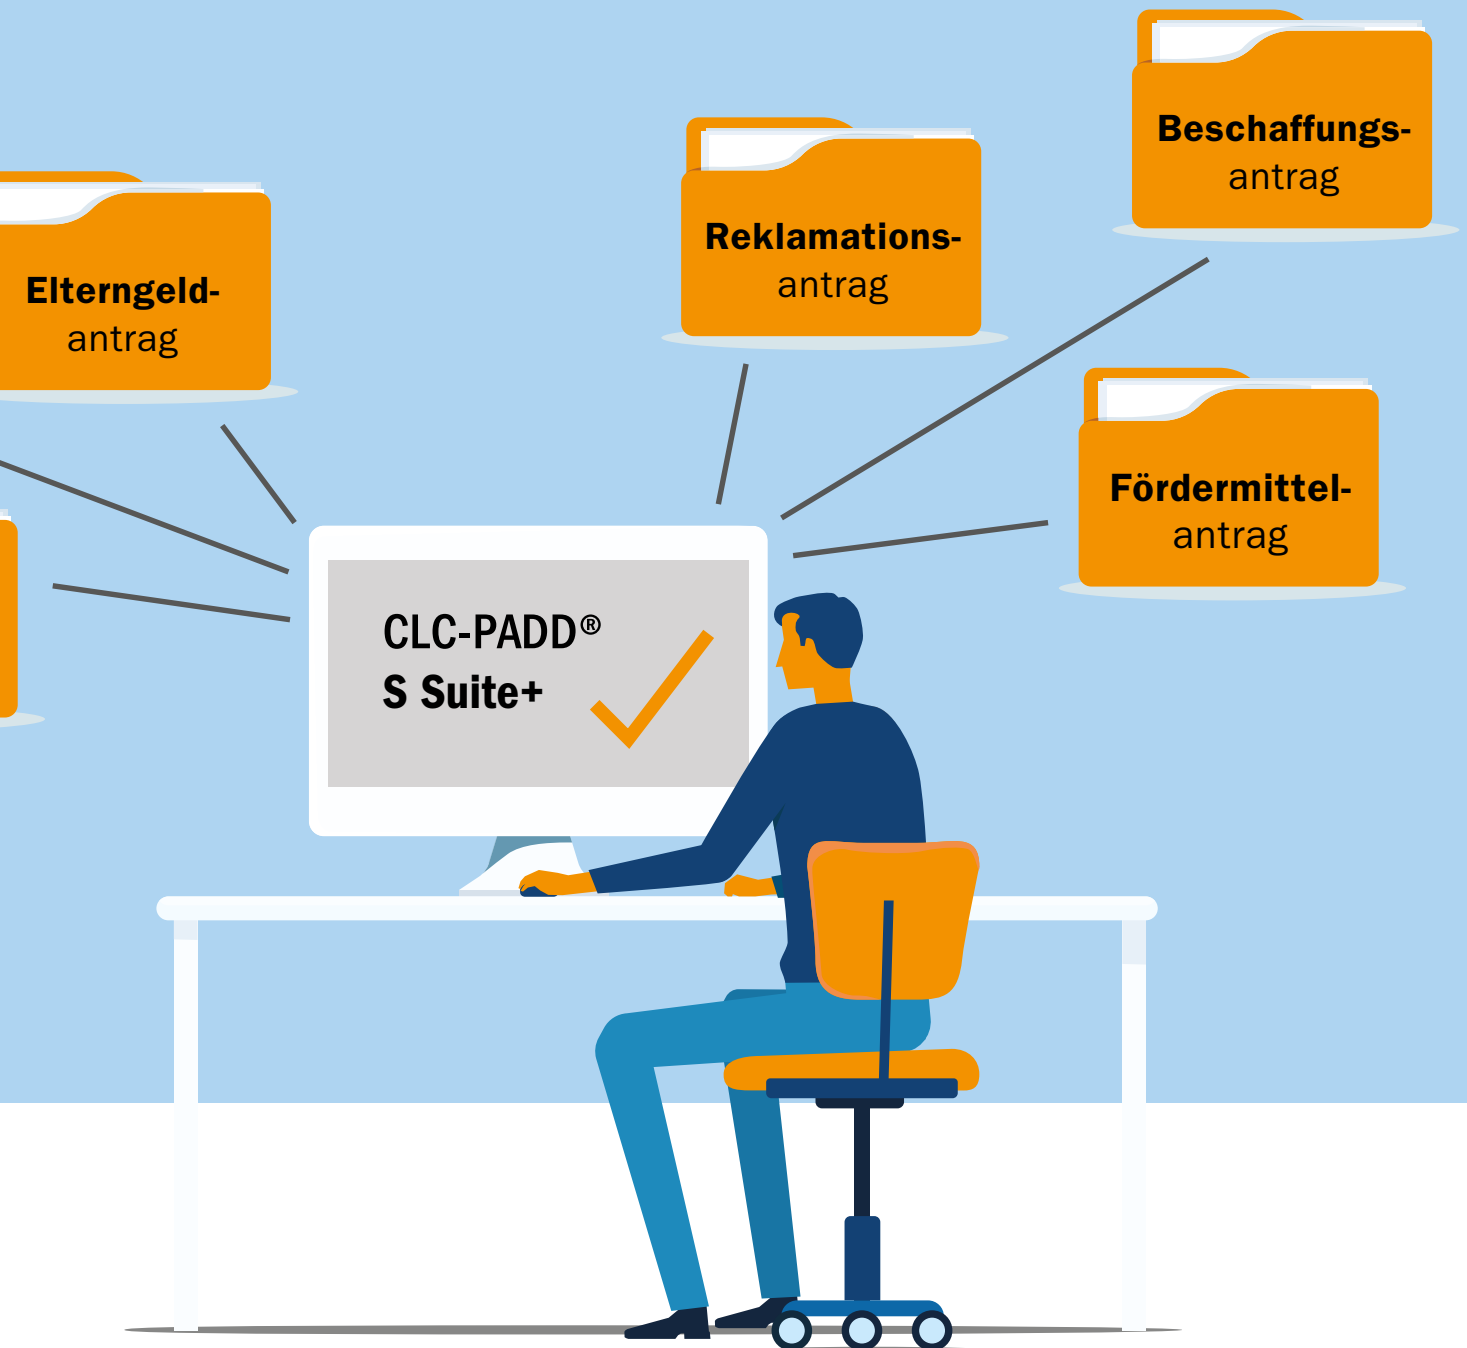 Beschaffungs-
antrag
Reklamations-
antrag
Elterngeld-
antrag
Fördermittel-
antrag
CLC-PADD®
S Suite+